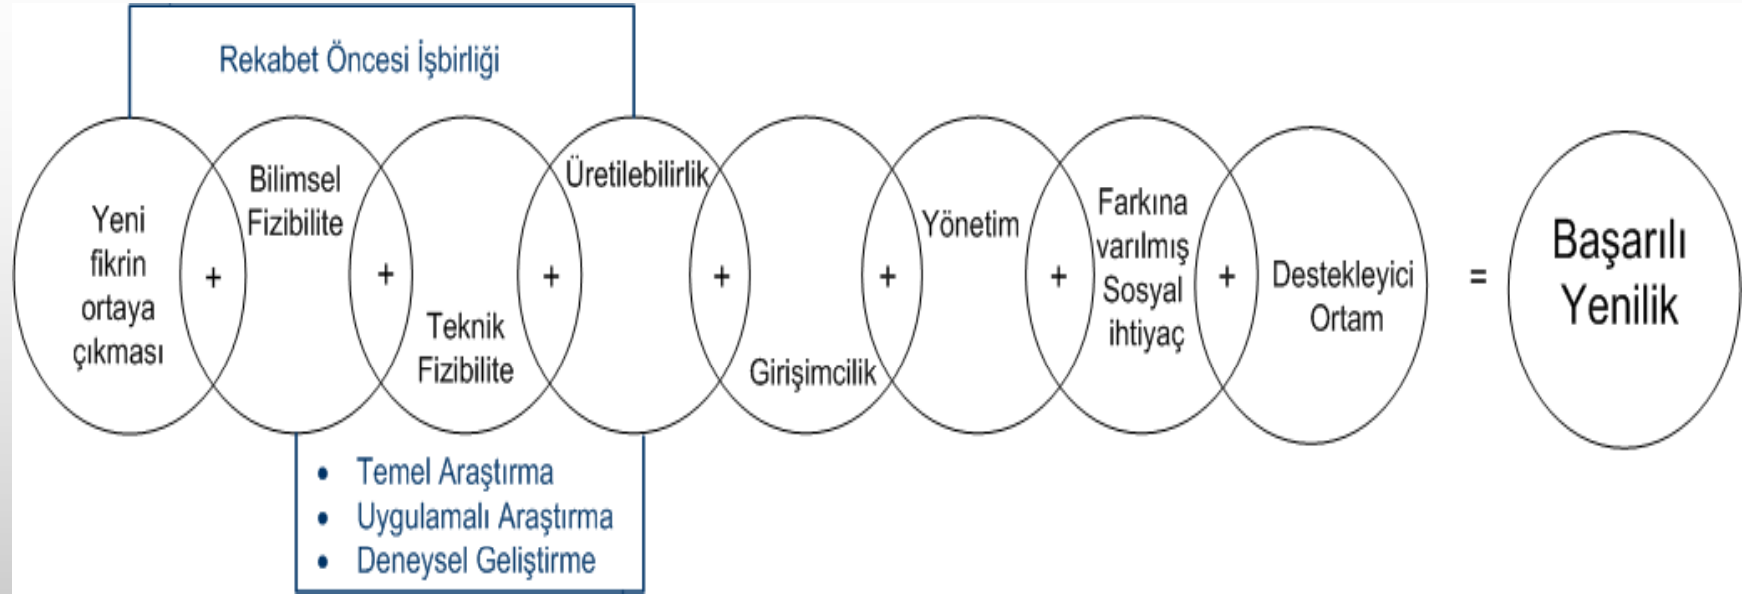 Rekabet Öncesi İşbirliği
Yeni
fikrin
ortaya
çıkması
+
Bilimsel
Fizibilite
+
Teknik
Fizibilite
+
Üretilebilirlik
+
Girişimcilik
+
Yönetim
+
Farkına
varılmış
Sosyal
ihtiyaç
+
Destekleyici
Ortam
=
Başarılı
Yenilik
• Temel Araştırma
• Uygulamalı Araştırma
• Deneysel Geliştirme